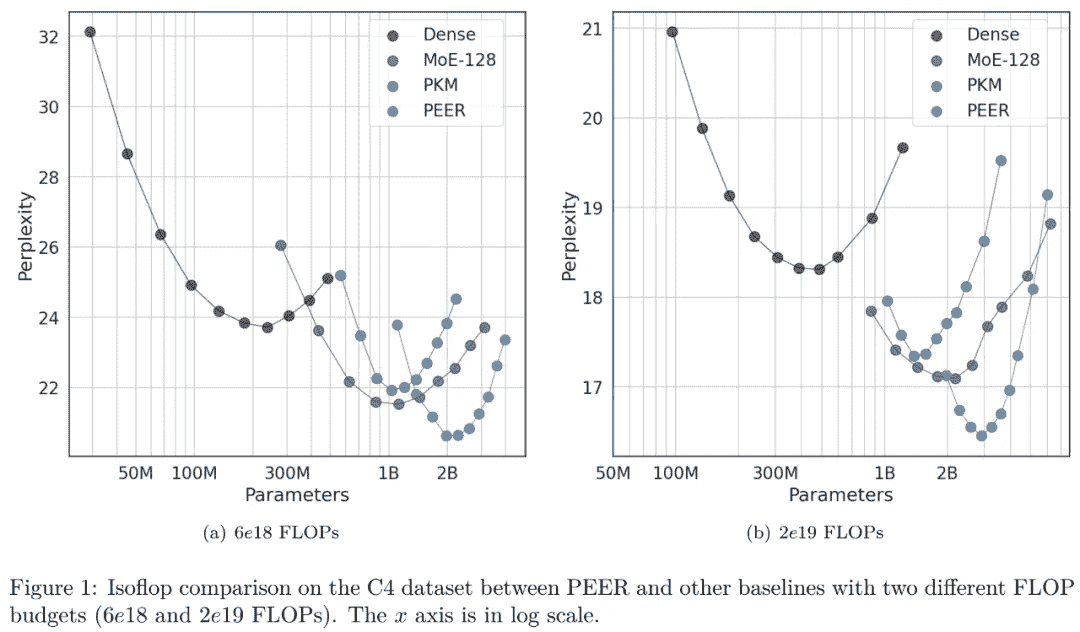 32
30
28
26
24
22
Perplexity
Dense
MoE-128
PKM
PEER
50M 100M 300M 1B 2B
Parameters
(a) 6e18 FLOPs
21
20
19
18
17
Perplexity
Dense
MoE-128
PKM
PEER
50M 100M 300M 1B 2B
Parameters
(b) 2e19 FLOPs
Figure 1: Isoflop comparison on the C4 dataset between PEER and other baselines with two different FLOP
budgets (6e18 and 2e19 FLOPs). The x axis is in log scale.